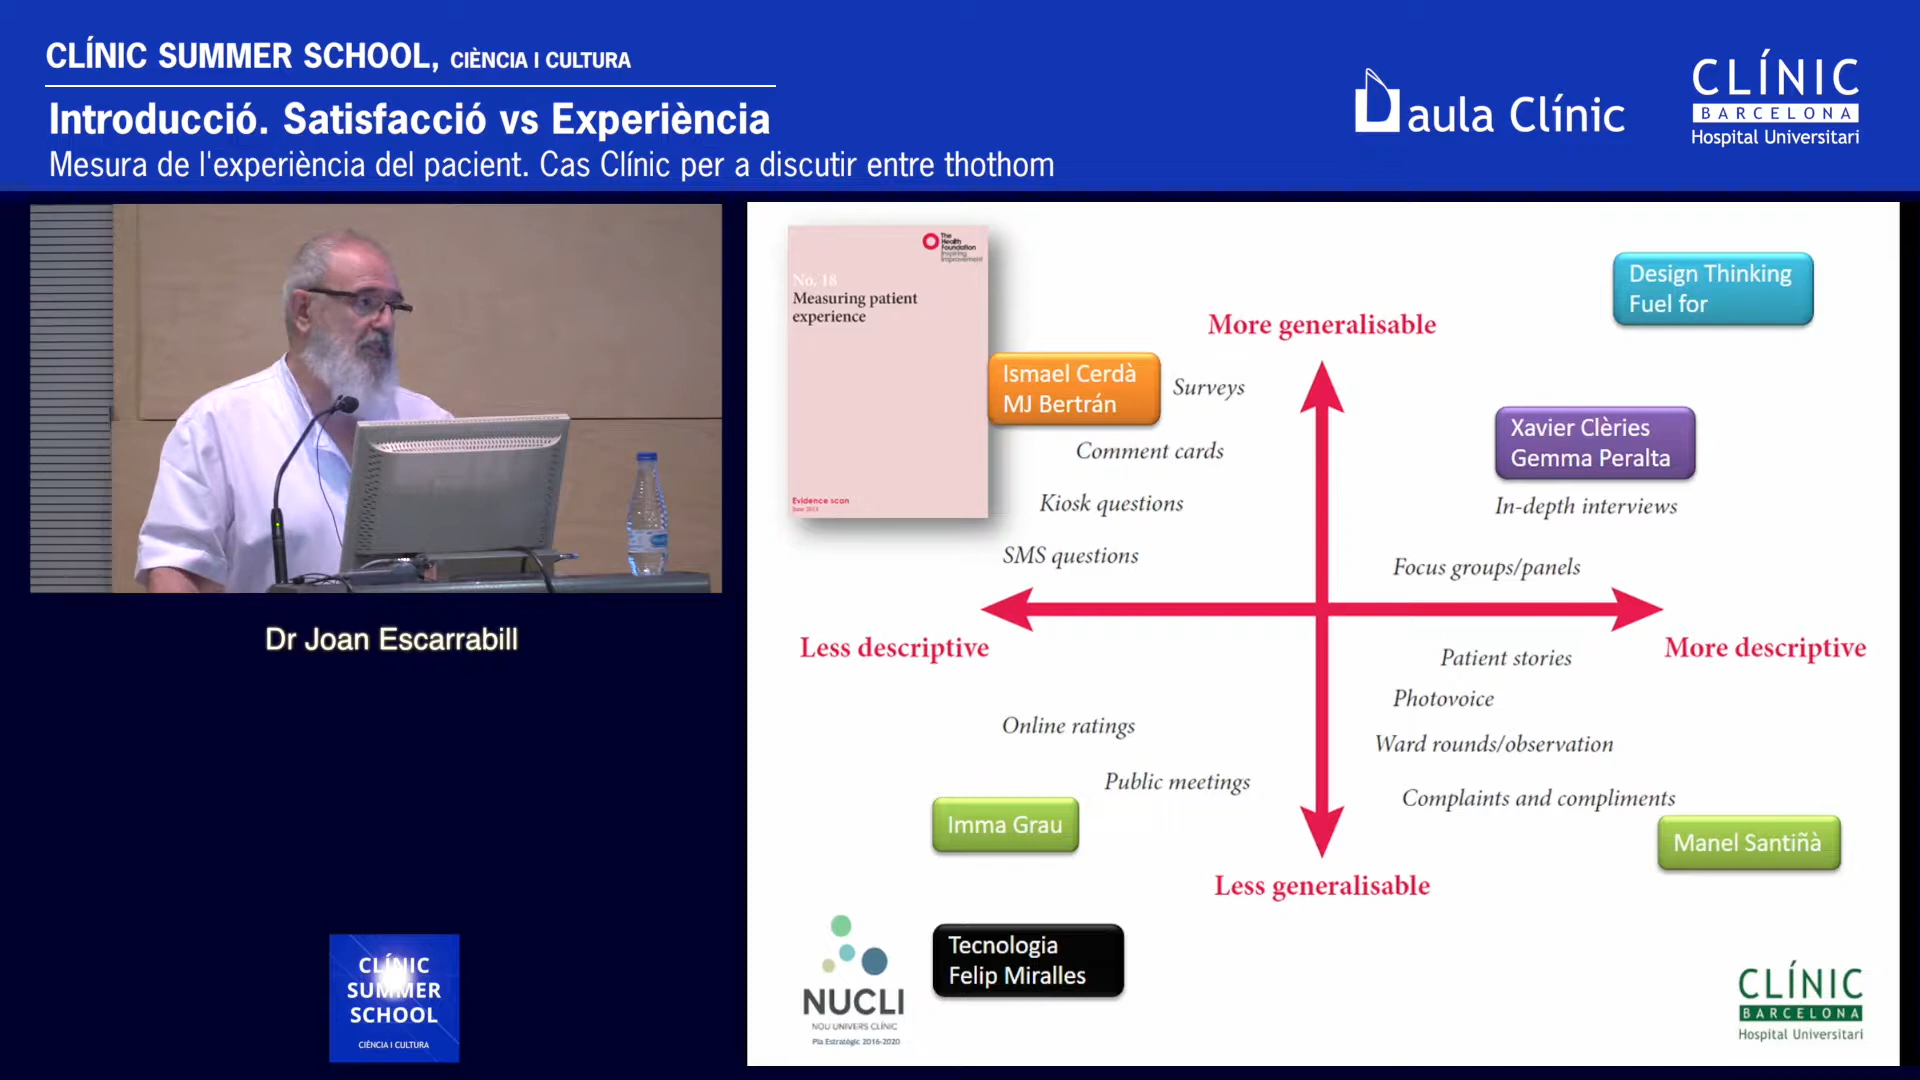 CLÍNIC SUMMER SCHOOL, CIÈNCIA I CULTURA
Introducció. Satisfacció vs Experiència
Mesura de l'experiència del pacient. Cas Clínic per a discutir entre thothom
aula Clínic
CLÍNIC
BARCELONA
Hospital Universitari
Dr Joan Escarrabill
CLÍNIC
SUMMER
SCHOOL
CIÈNCIA I CULTURA
The
Health
Foundation
Inspiring
Improvement
No. 18
Measuring patient
experience
Evidence scan
Design Thinking
Fuel for
More generalisable
Ismael Cerdà
MJ Bertrán
Surveys
Xavier Clèries
Gemma Peralta
Comment cards
Kiosk questions
In-depth interviews
SMS questions
Focus groups/panels
Less descriptive
More descriptive
Patient stories
Photovoice
Online ratings
Ward rounds/observation
Public meetings
Complaints and compliments
Imma Grau
Manel Santiñà
Less generalisable
Tecnologia
Felip Miralles
NUCLI
NOU UNIVERS CLÍNIC
Pla Estratègic 2016-2020
CLÍNIC
BARCELONA
Hospital Universitari